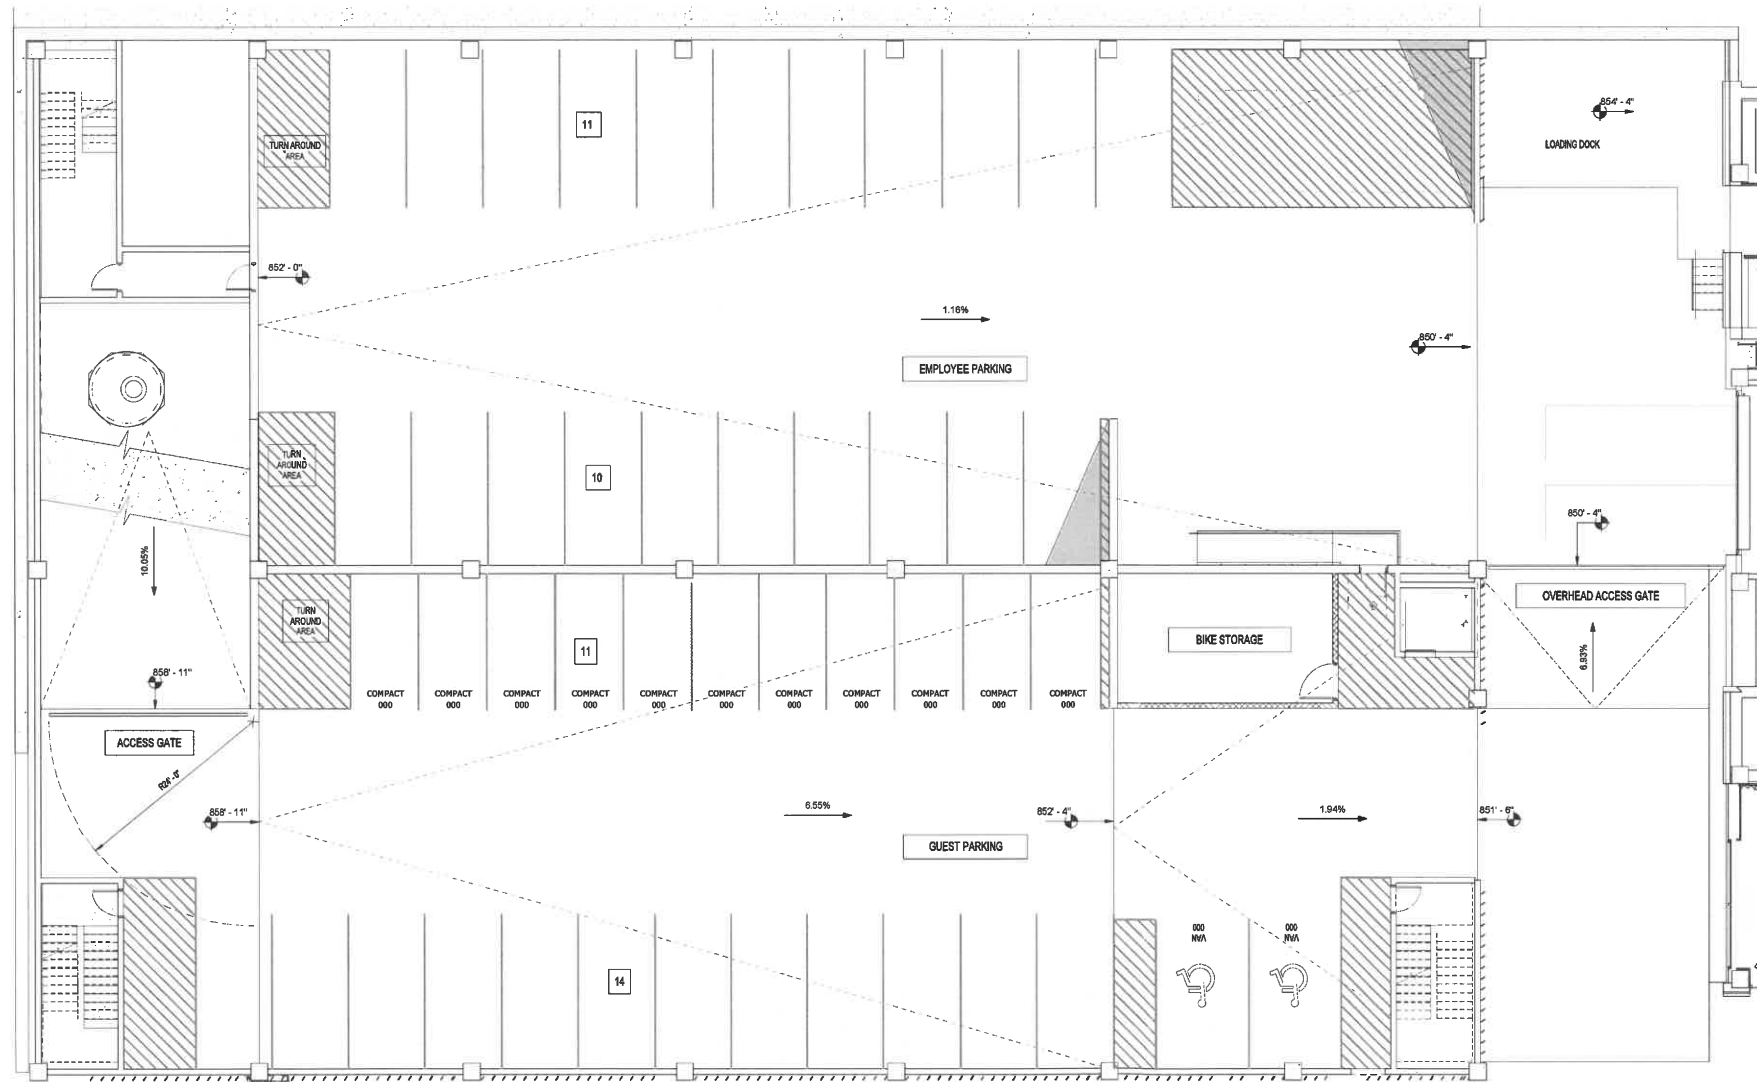 854' - 4"
11
LOADING DOCK
TURN AROUND
AREA
852' - 0"
1.16%
850' - 4"
EMPLOYEE PARKING
TURN
AROUND
AREA
10
850' - 4"
10.05%
OVERHEAD ACCESS GATE
TURN
AROUND
AREA
BIKE STORAGE
11
6.93%
858' - 11"
COMPACT
000
COMPACT
000
COMPACT
000
COMPACT
000
COMPACT
000
COMPACT
000
COMPACT
000
COMPACT
000
COMPACT
000
COMPACT
000
COMPACT
000
ACCESS GATE
R24' - 0"
858' - 11"
6.55%
852' - 4"
1.94%
851' - 6"
GUEST PARKING
VAN
000
VAN
000
14